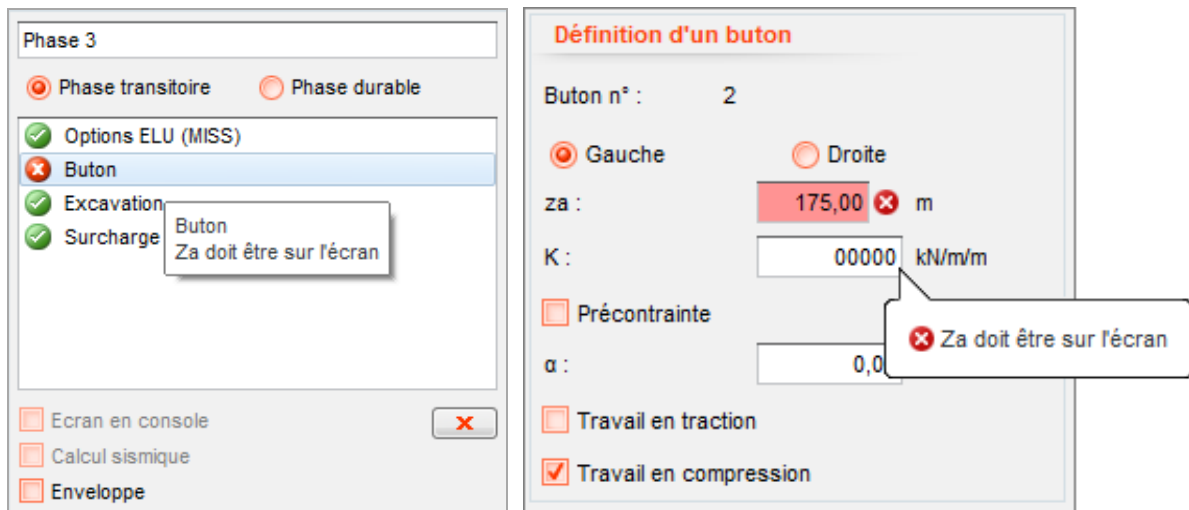 Phase 3
Phase transitoire Phase durable
Options ELU (MISS)
Buton
Excavation
Surcharge
Buton
Za doit être sur l'écran
Ecran en console
Calcul sismique
Enveloppe
Définition d'un buton
Buton n° : 2
Gauche Droite
za : 175,00 m
K : 00000 kN/m/m
Précontrainte
Za doit être sur l'écran
α : 0,0
Travail en traction
Travail en compression